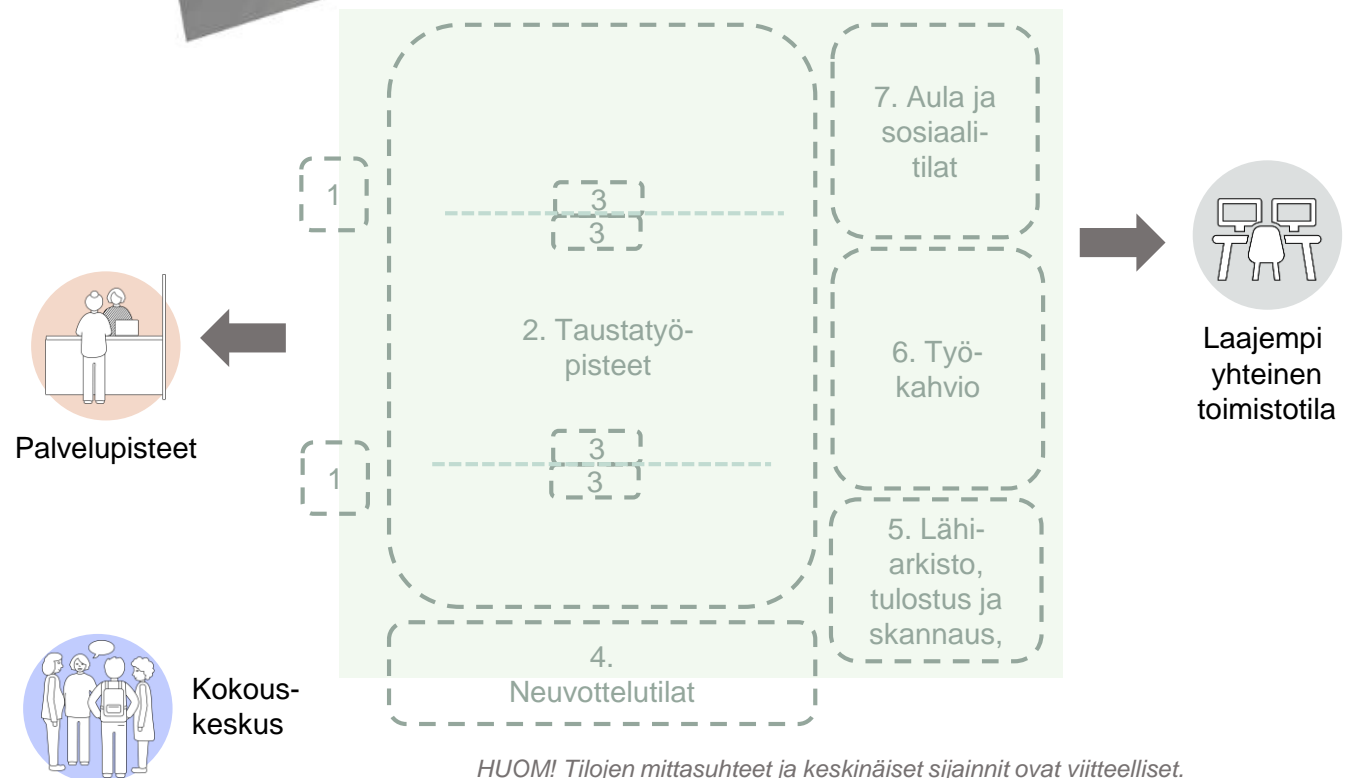 7. Aula ja
sosiaali-
tilat
1
3
3
2. Taustatyö-
pisteet
6. Työ-
kahvio
Laajempi
yhteinen
toimistotila
Palvelupisteet
1
3
3
5. Lähi-
arkisto,
tulostus ja
skannaus,
4.
Neuvottelutilat
Kokous-
keskus
HUOM! Tilojen mittasuhteet ja keskinäiset sijainnit ovat viitteelliset.